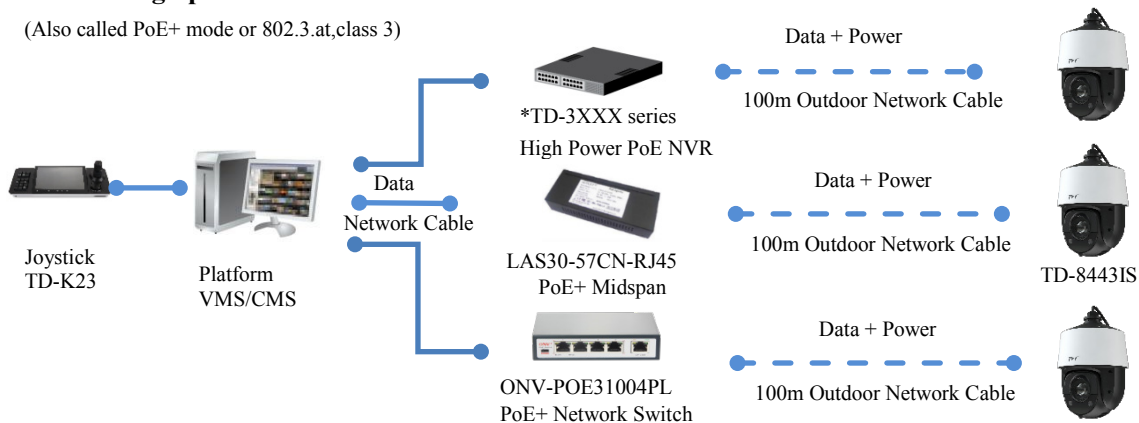 (Also called PoE+ mode or 802.3.at,class 3)
Data + Power
100m Outdoor Network Cable
*TD-3XXX series
High Power PoE NVR
Data
Network Cable
Data + Power
100m Outdoor Network Cable
Joystick
TD-K23
Platform
VMS/CMS
LAS30-57CN-RJ45
PoE+ Midspan
TD-8443IS
Data + Power
100m Outdoor Network Cable
ONV-POE31004PL
PoE+ Network Switch